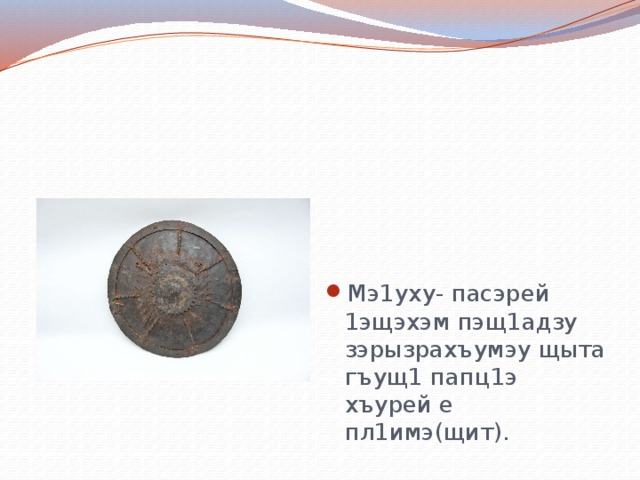 Мэ1уху- пасэрей
1эщэхэм пэщ1адзу
зэрызрахъумэу щыта
гъущ1 папц1э
хъурей е
пл1имэ(щит).